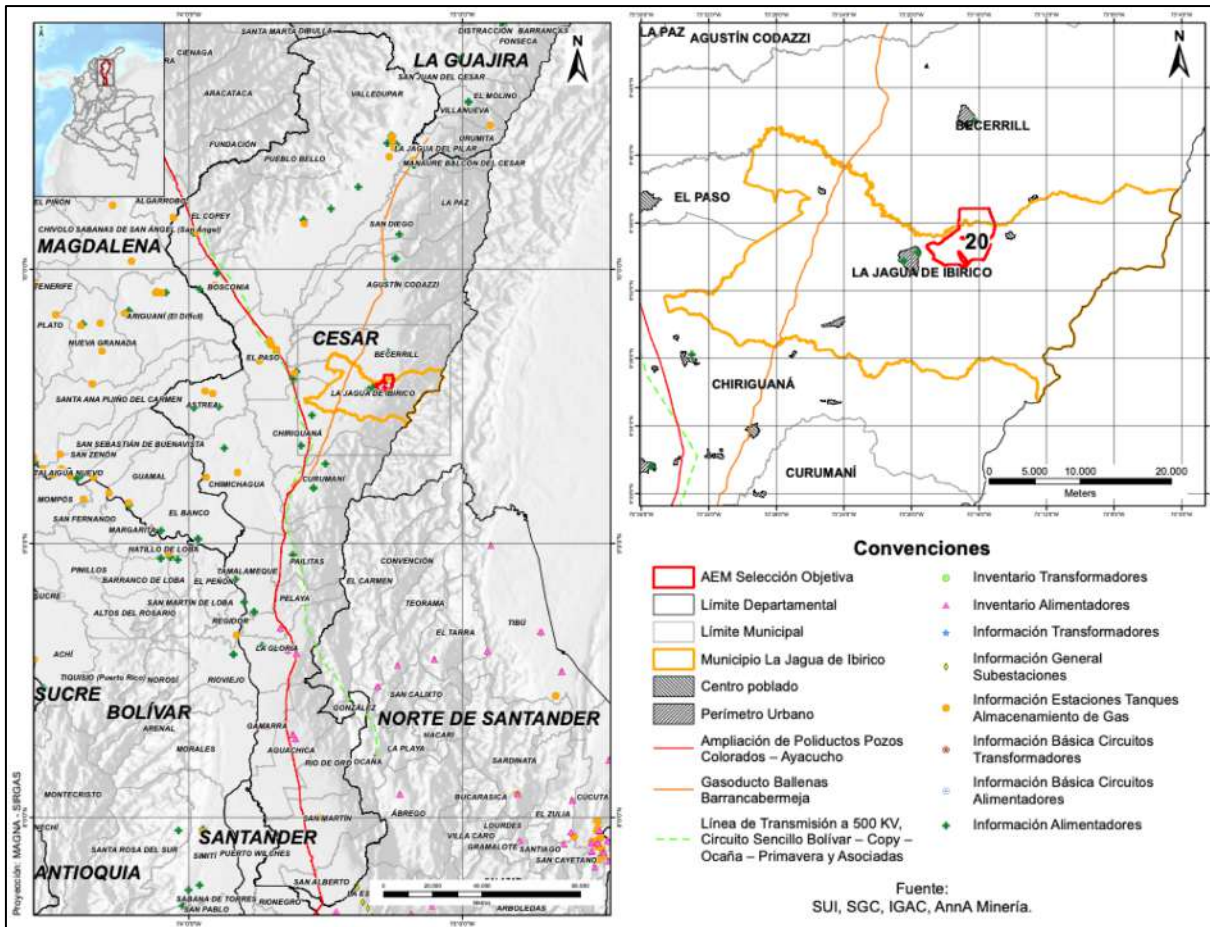 SANTA MARTA
DIBULLA
DISTRACCIÓN
BARRANCAS
FONSECA
CIENAGA
LA GUAJIRA
N
SAN JUAN DEL CESAR
VALLEDUPAR
EL MOLINO
ARACATACA
VILLANUEVA
URUMITA
FUNDACIÓN
LA JAGUA DEL PILAR
PUEBLO BELLO
MANAURE BALCÓN DEL CESAR
LA PAZ
EL PIÑÓN
ALGARROBO
EL COPEY
SAN DIEGO
CHIVOLO
SABANAS DE SAN ÁNGEL (San Ángel)
MAGDALENA
TENERIFE
BOSCONIA
AGUSTÍN CODAZZI
PLATO
ARIGUANÍ (El Difícil)
NUEVA GRANADA
CESAR
BECERRILL
EL PASO
LA JAGUA DE IBIRICO
SANTA ANA
PIJIÑO DEL CARMEN
ASTREA
CHIRIGUANÁ
SAN SEBASTIÁN DE BUENAVISTA
SAN ZENÓN
TALAIGUA NUEVO
GUAMAL
CHIMICHAGUA
CURUMANÍ
MOMPÓS
EL BANCO
SAN FERNANDO
MARGARITA
HATILLO DE LOBA
PAILITAS
CONVENCIÓN
PINILLOS
TAMALAMEQUE
BARRANCO DE LOBA
EL PEÑÓN
EL CARMEN
SUCRE
SAN MARTÍN DE LOBA
PELAYA
TEORAMA
ALTOS DEL ROSARIO
REGIDOR
TIBÚ
EL TARRA
ACHÍ
LA GLORIA
TIQUISIO (Puerto Rico)
NOROSÍ
RIOVIEJO
SAN CALIXTO
SUCRE
BOLÍVAR
GONZÁLEZ
NORTE DE SANTANDER
ARENAL
GAMARRA
HACARI
AGUACHICA
LA PLAYA
MORALES
RIO DE ORO
OCAÑA
SARDINATA
MONTECRISTO
BUCARASICA
CÚCUTA
SAN MARTÍN
ÁBREGO
EL ZULIA
LOURDES
SANTANDER
VILLA CARO
GRAMALOTE
SANTIAGO
SANTA ROSA DEL SUR
SIMITÍ
PUERTO WILCHES
SAN CAYETANO
ANTIOQUIA
SAN ALBERTO
SABANA DE TORRES
RIONEGRO
SAN PABLO
ARBOLEDAS
Proyección: MAGNA - SIRGAS
LA PAZ
AGUSTÍN CODAZZI
N
BECERRILL
EL PASO
20
LA JAGUA DE IBIRICO
CHIRIGUANÁ
CURUMANÍ
0 5.000 10.000 20.000
Meters
Convenciones
AEM Selección Objetiva
Límite Departamental
Límite Municipal
Municipio La Jagua de Ibirico
Centro poblado
Perímetro Urbano
Ampliación de Poliductos Pozos
Colorados – Ayacucho
Gasoducto Ballenas
Barrancabermeja
Línea de Transmisión a 500 KV,
Circuito Sencillo Bolívar – Copy –
Ocaña – Primavera y Asociadas
Inventario Transformadores
Inventario Alimentadores
Información Transformadores
Información General
Subestaciones
Información Estaciones Tanques
Almacenamiento de Gas
Información Básica Circuitos
Transformadores
Información Básica Circuitos
Alimentadores
Información Alimentadores
Fuente:
SUI, SGC, IGAC, AnnA Minería.